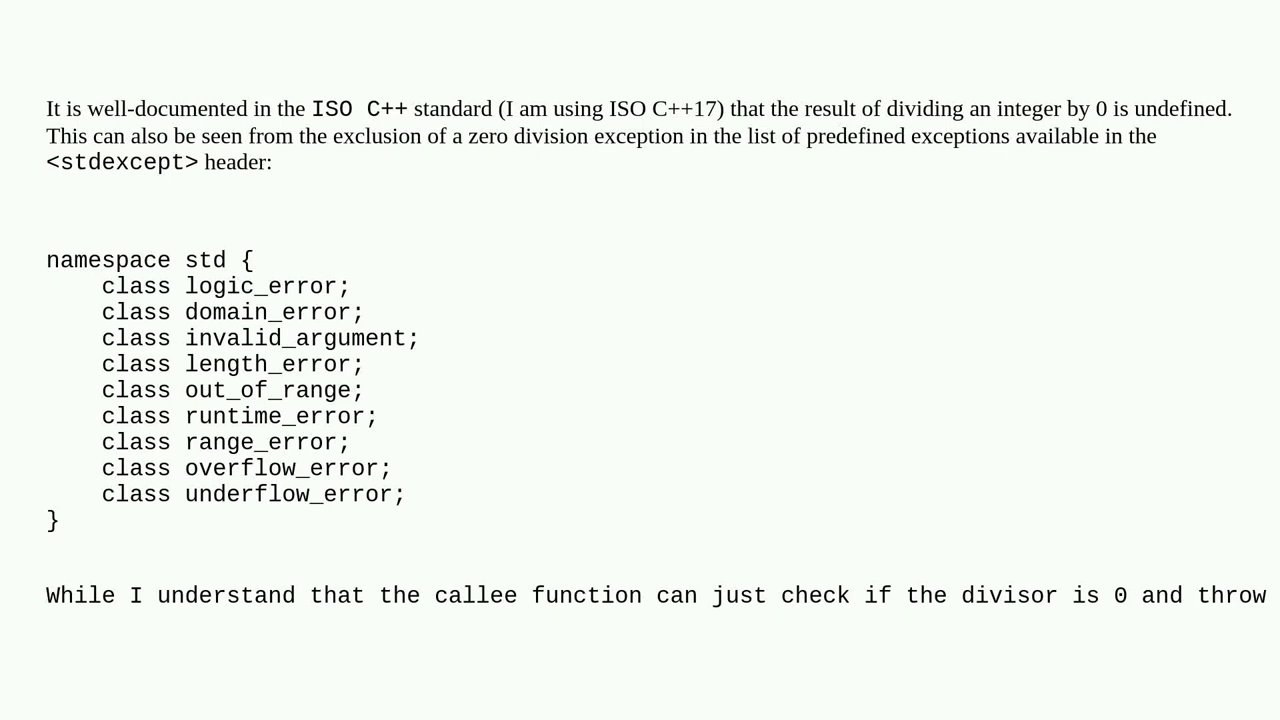 It is well-documented in the ISO C++ standard (I am using ISO C++17) that the result of dividing an integer by 0 is undefined.
This can also be seen from the exclusion of a zero division exception in the list of predefined exceptions available in the
<stdexcept> header:
namespace std {
    class logic_error;
    class domain_error;
    class invalid_argument;
    class length_error;
    class out_of_range;
    class runtime_error;
    class range_error;
    class overflow_error;
    class underflow_error;
}
While I understand that the callee function can just check if the divisor is 0 and throw